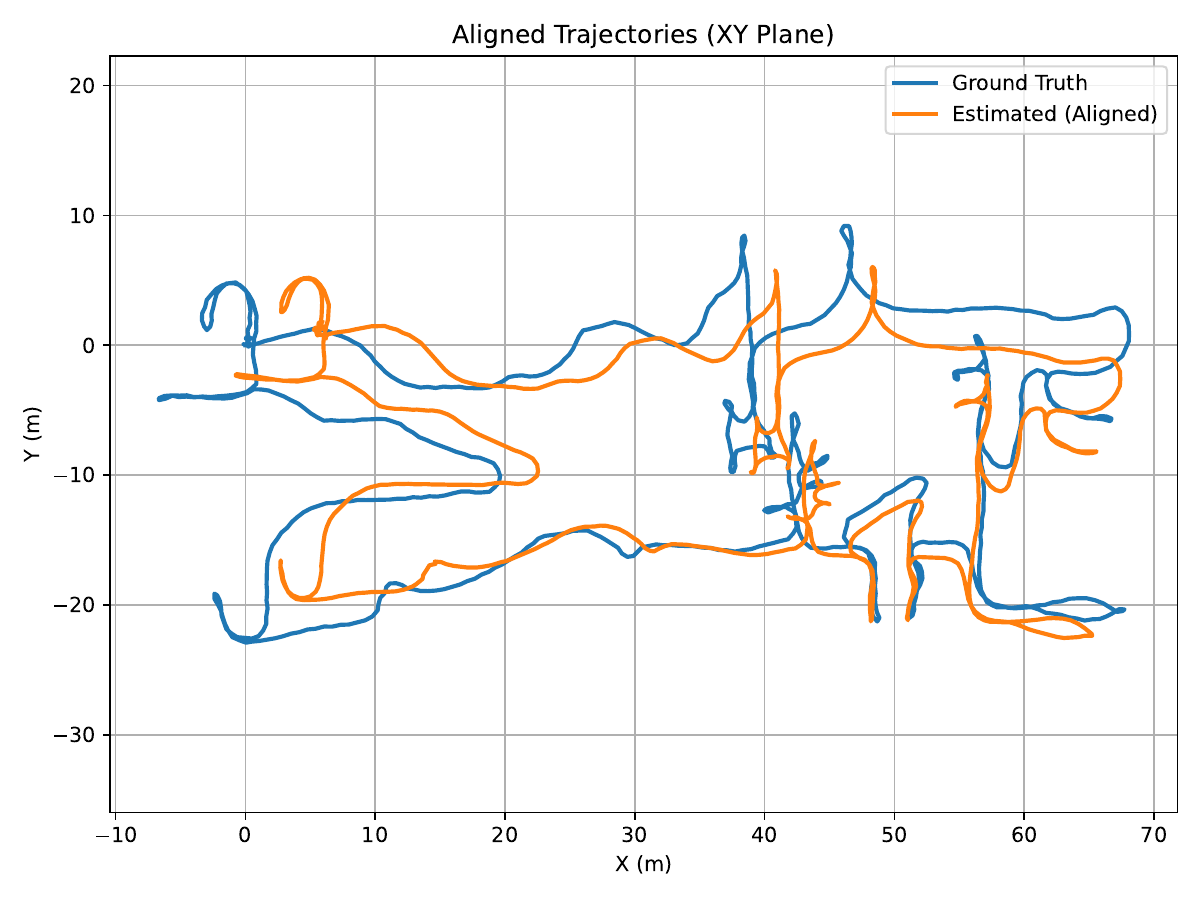 Aligned Trajectories (XY Plane)
Ground Truth
Estimated (Aligned)
20
10
0
−10
−20
−30
Y (m)
−10 0 10 20 30 40 50 60 70
X (m)